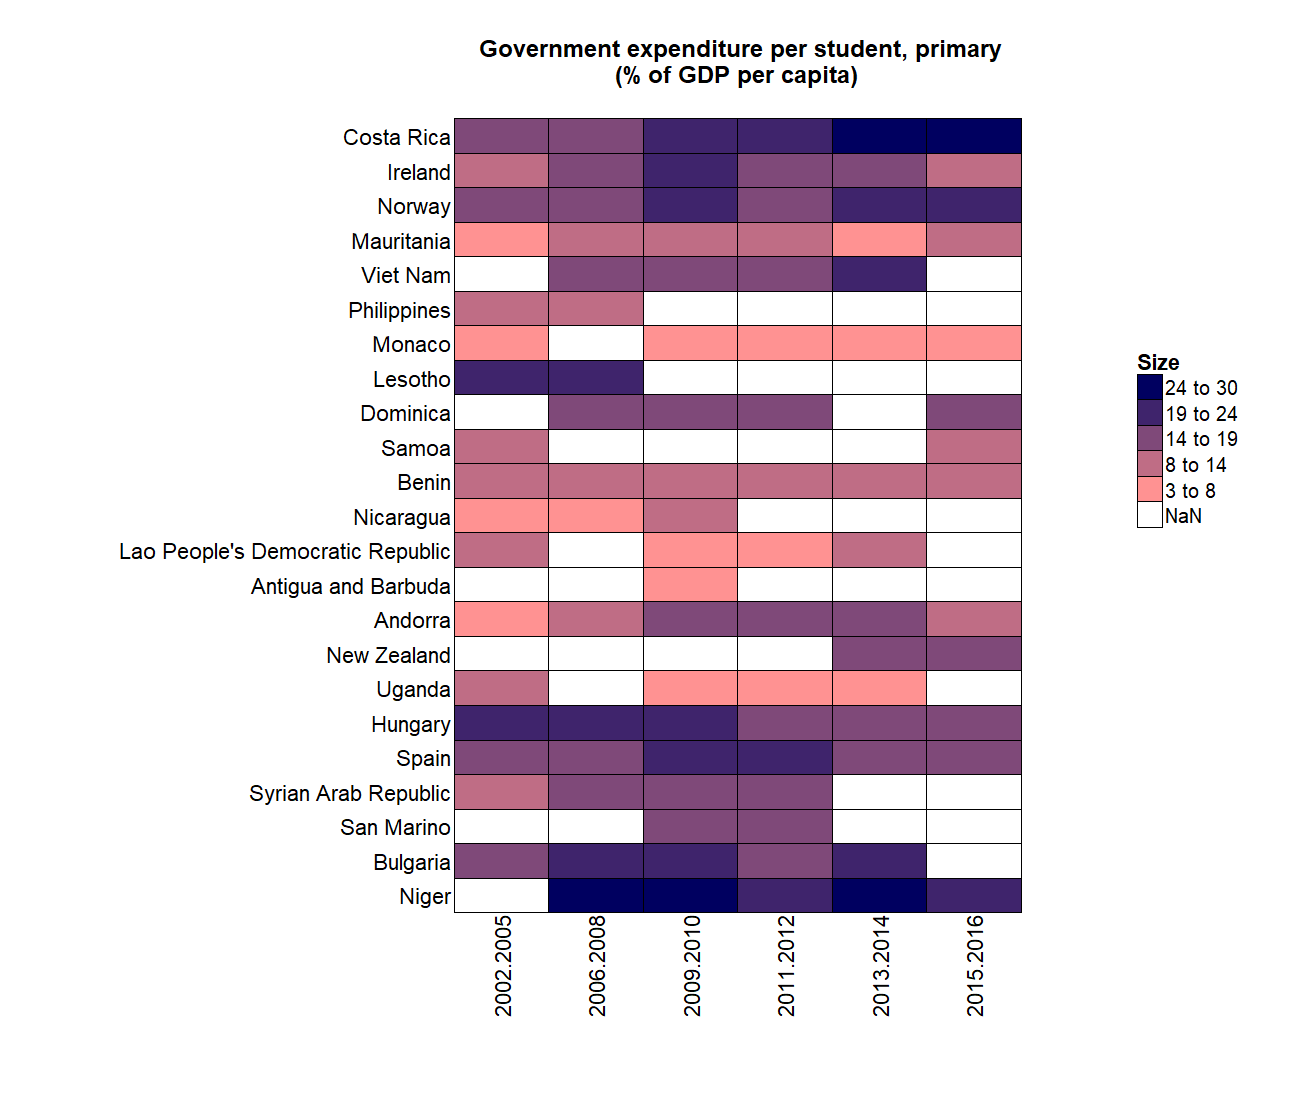 Government expenditure per student, primary
(% of GDP per capita)
Costa Rica
Ireland
Norway
Mauritania
Viet Nam
Philippines
Monaco
Lesotho
Dominica
Samoa
Benin
Nicaragua
Lao People's Democratic Republic
Antigua and Barbuda
Andorra
New Zealand
Uganda
Hungary
Spain
Syrian Arab Republic
San Marino
Bulgaria
Niger
2002.2005
2006.2008
2009.2010
2011.2012
2013.2014
2015.2016
Size
24 to 30
19 to 24
14 to 19
8 to 14
3 to 8
NaN